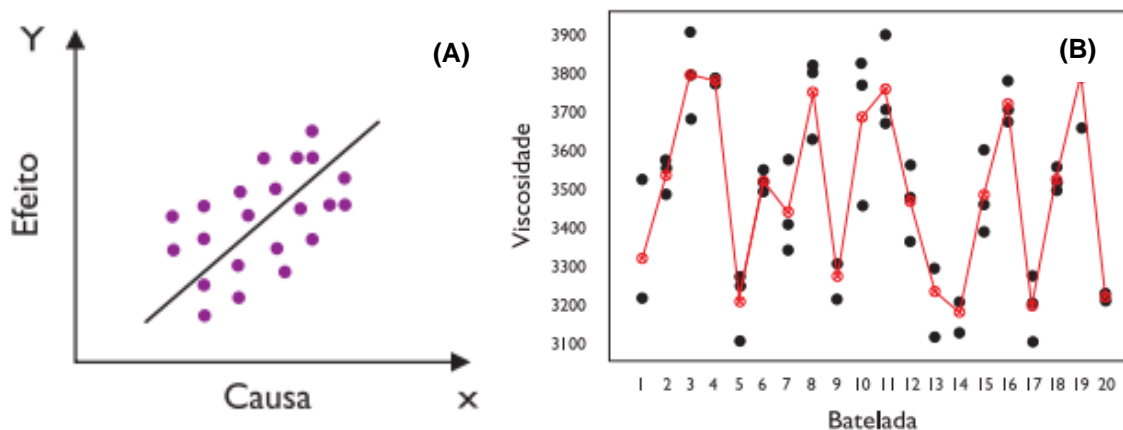 Y
(A)
Efeito
Causa
x
(B)
Viscosidade
3900
3800
3700
3600
3500
3400
3300
3200
3100
1 2 3 4 5 6 7 8 9 10 11 12 13 14 15 16 17 18 19 20
Batelada